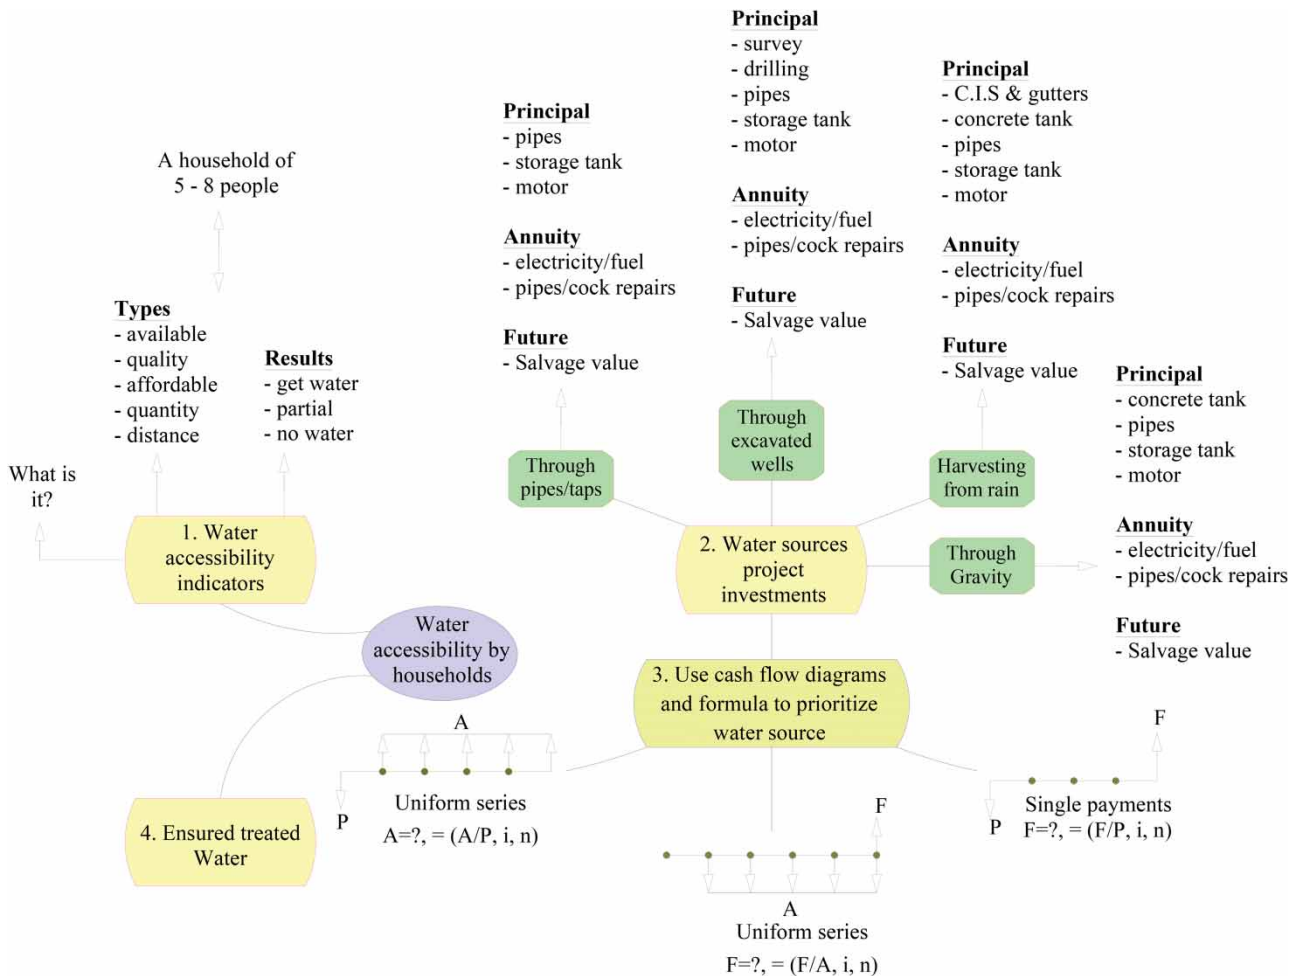 A household of
5 - 8 people
Types
- available
- quality
- affordable
- quantity
- distance
Results
- get water
- partial
- no water
What is
it?
1. Water
accessibility
indicators
Water
accessibility by
households
4. Ensured treated
Water
Principal
- pipes
- storage tank
- motor
Annuity
- electricity/fuel
- pipes/cock repairs
Future
- Salvage value
Through
pipes/taps
Principal
- survey
- drilling
- pipes
- storage tank
- motor
Annuity
- electricity/fuel
- pipes/cock repairs
Future
- Salvage value
Through
excavated
wells
Principal
- C.I.S & gutters
- concrete tank
- pipes
- storage tank
- motor
Annuity
- electricity/fuel
- pipes/cock repairs
Future
- Salvage value
Harvesting
from rain
Principal
- concrete tank
- pipes
- storage tank
- motor
Annuity
- electricity/fuel
- pipes/cock repairs
Future
- Salvage value
Through
Gravity
2. Water sources
project
investments
3. Use cash flow diagrams
and formula to prioritize
water source
A
P
Uniform series
A=?, = (A/P, i, n)
F
A
Uniform series
F=?, = (F/A, i, n)
F
P
Single payments
F=?, = (F/P, i, n)